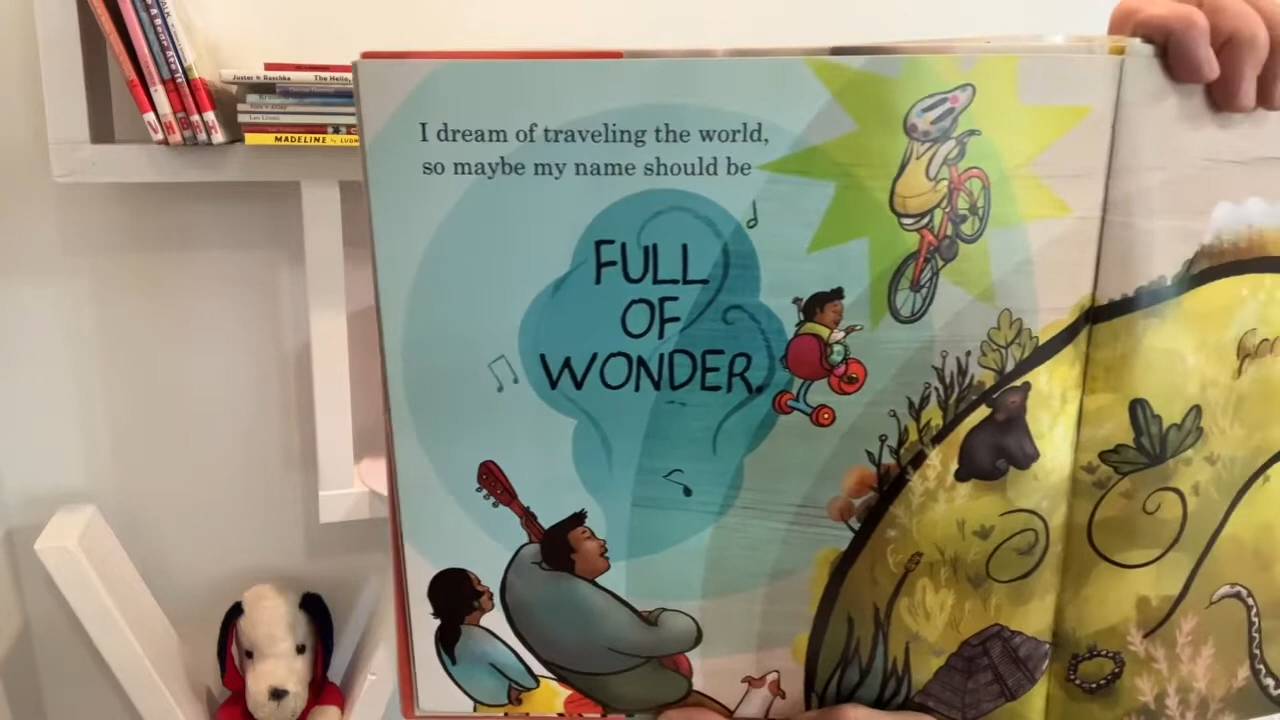 Juster & Raschka The Hello,
MADELINE by LUDW
I dream of traveling the world,
so maybe my name should be
FULL
OF
WONDER.